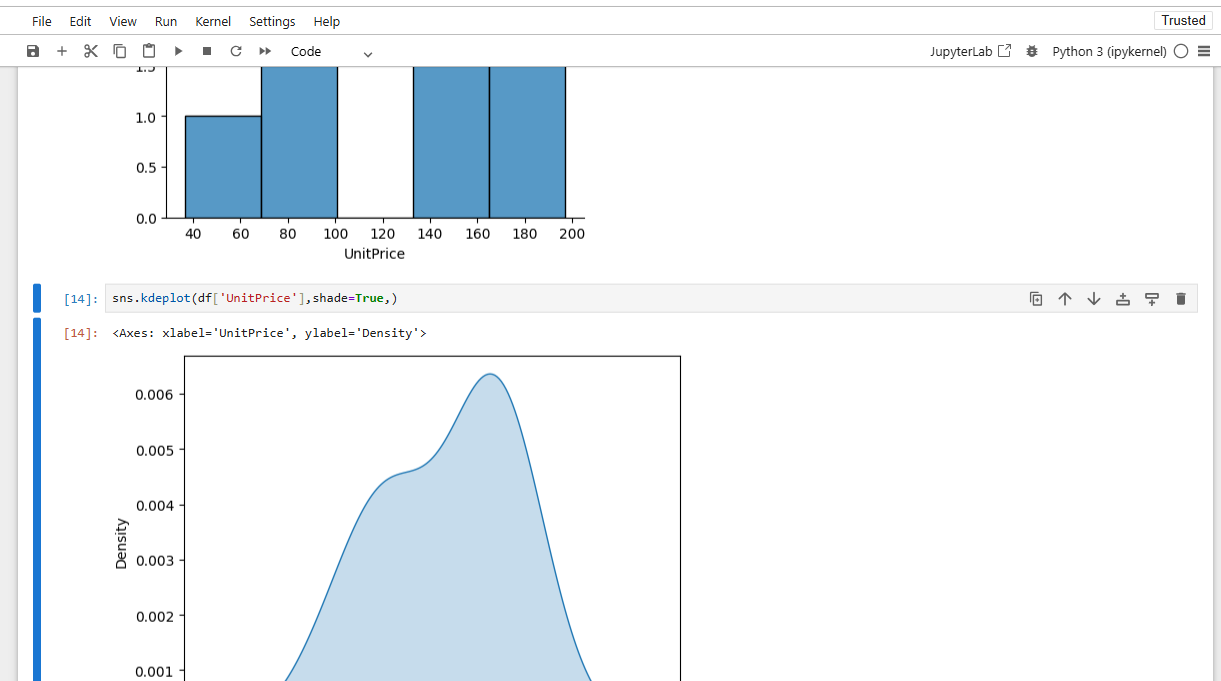 File Edit View Run Kernel Settings Help
Trusted
Code
JupyterLab
Python 3 (ipykernel)
1.5
1.0
0.5
0.0
40 60 80 100 120 140 160 180 200
UnitPrice
[14]: sns.kdeplot(df['UnitPrice'],shade=True,)
[14]: <Axes: xlabel='UnitPrice', ylabel='Density'>
0.006
0.005
0.004
Density
0.003
0.002
0.001